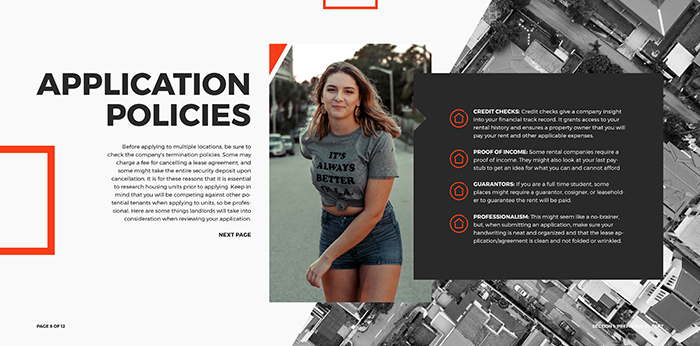 APPLICATION
POLICIES
Before applying to multiple locations, be sure to
check the company's termination policies. Some may
charge a fee for cancelling a lease agreement, and
some might take the entire security deposit upon
cancellation. It is for these reasons that it is essential
to research housing units prior to applying. Keep in
mind that you will be competing against other po-
tential tenants when applying to units, so be profes-
sional. Here are some things landlords will take into
consideration when reviewing your application:
NEXT PAGE
PAGE 8 OF 12
IT'S
ALWAYS
BETTER
CREDIT CHECKS: Credit checks give a company insight
into your financial track record. It grants access to your
rental history and ensures a property owner that you will
pay your rent and other applicable expenses.
PROOF OF INCOME: Some rental companies require a
proof of income. They might also look at your last pay-
stub to get an idea for what you can and cannot afford
GUARANTORS: If you are a full time student, some
places might require a guarantor, cosigner, or leasehold-
er to guarantee the rent will be paid.
PROFESSIONALISM: This might seem like a no-brainer,
but, when submitting an application, make sure your
handwriting is neat and organized and that the lease ap-
plication/agreement is clean and not folded or wrinkled.
SECTION